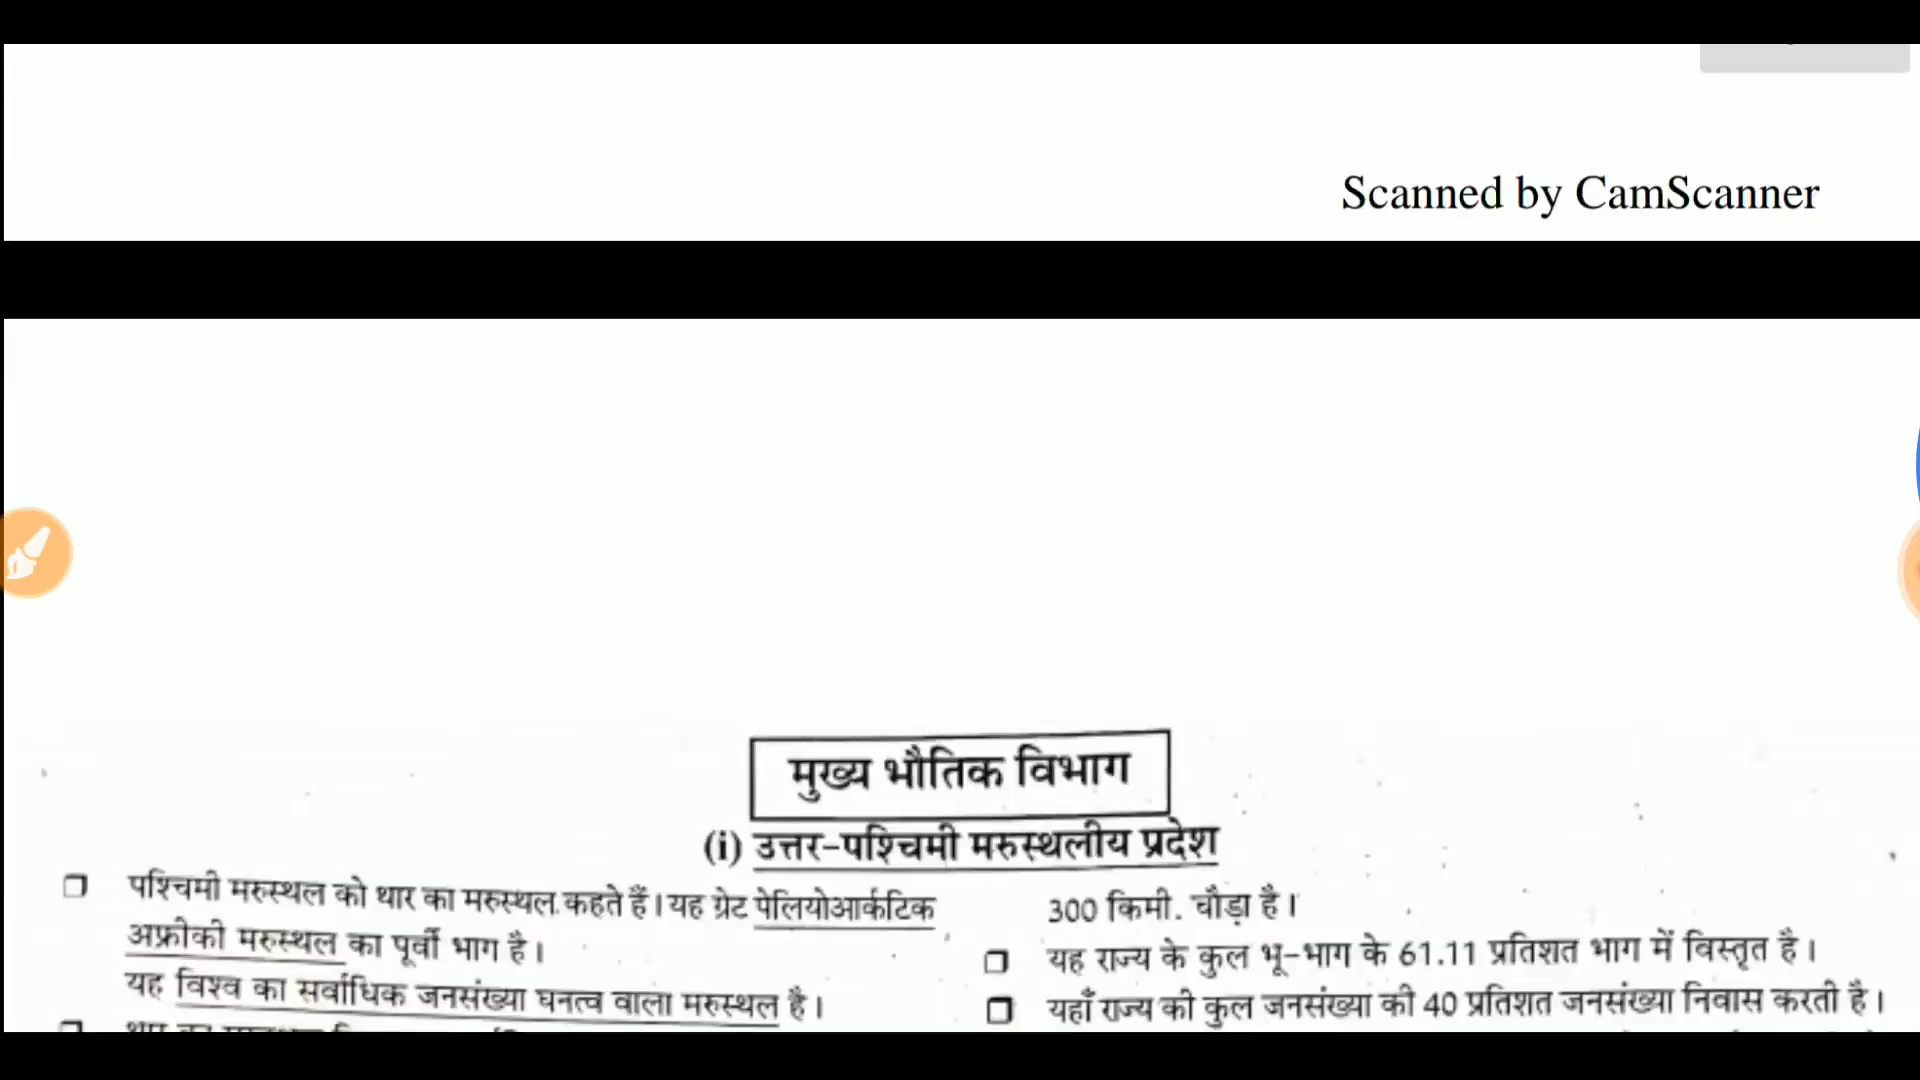 Scanned by CamScanner
मुख्य भौतिक विभाग
(i) उत्तर-पश्चिमी मरुस्थलीय प्रदेश
पश्चिमी मरुस्थल को थार का मरुस्थल कहते हैं। यह ग्रेट पेलियोआर्कटिक
अफ्रीकी मरुस्थल का पूर्वी भाग है।
यह विश्व का सर्वाधिक जनसंख्या घनत्व वाला मरुस्थल है।
300 किमी. चौड़ा है।
यह राज्य के कुल भू-भाग के 61.11 प्रतिशत भाग में विस्तृत है।
यहाँ राज्य की कुल जनसंख्या की 40 प्रतिशत जनसंख्या निवास करती है।